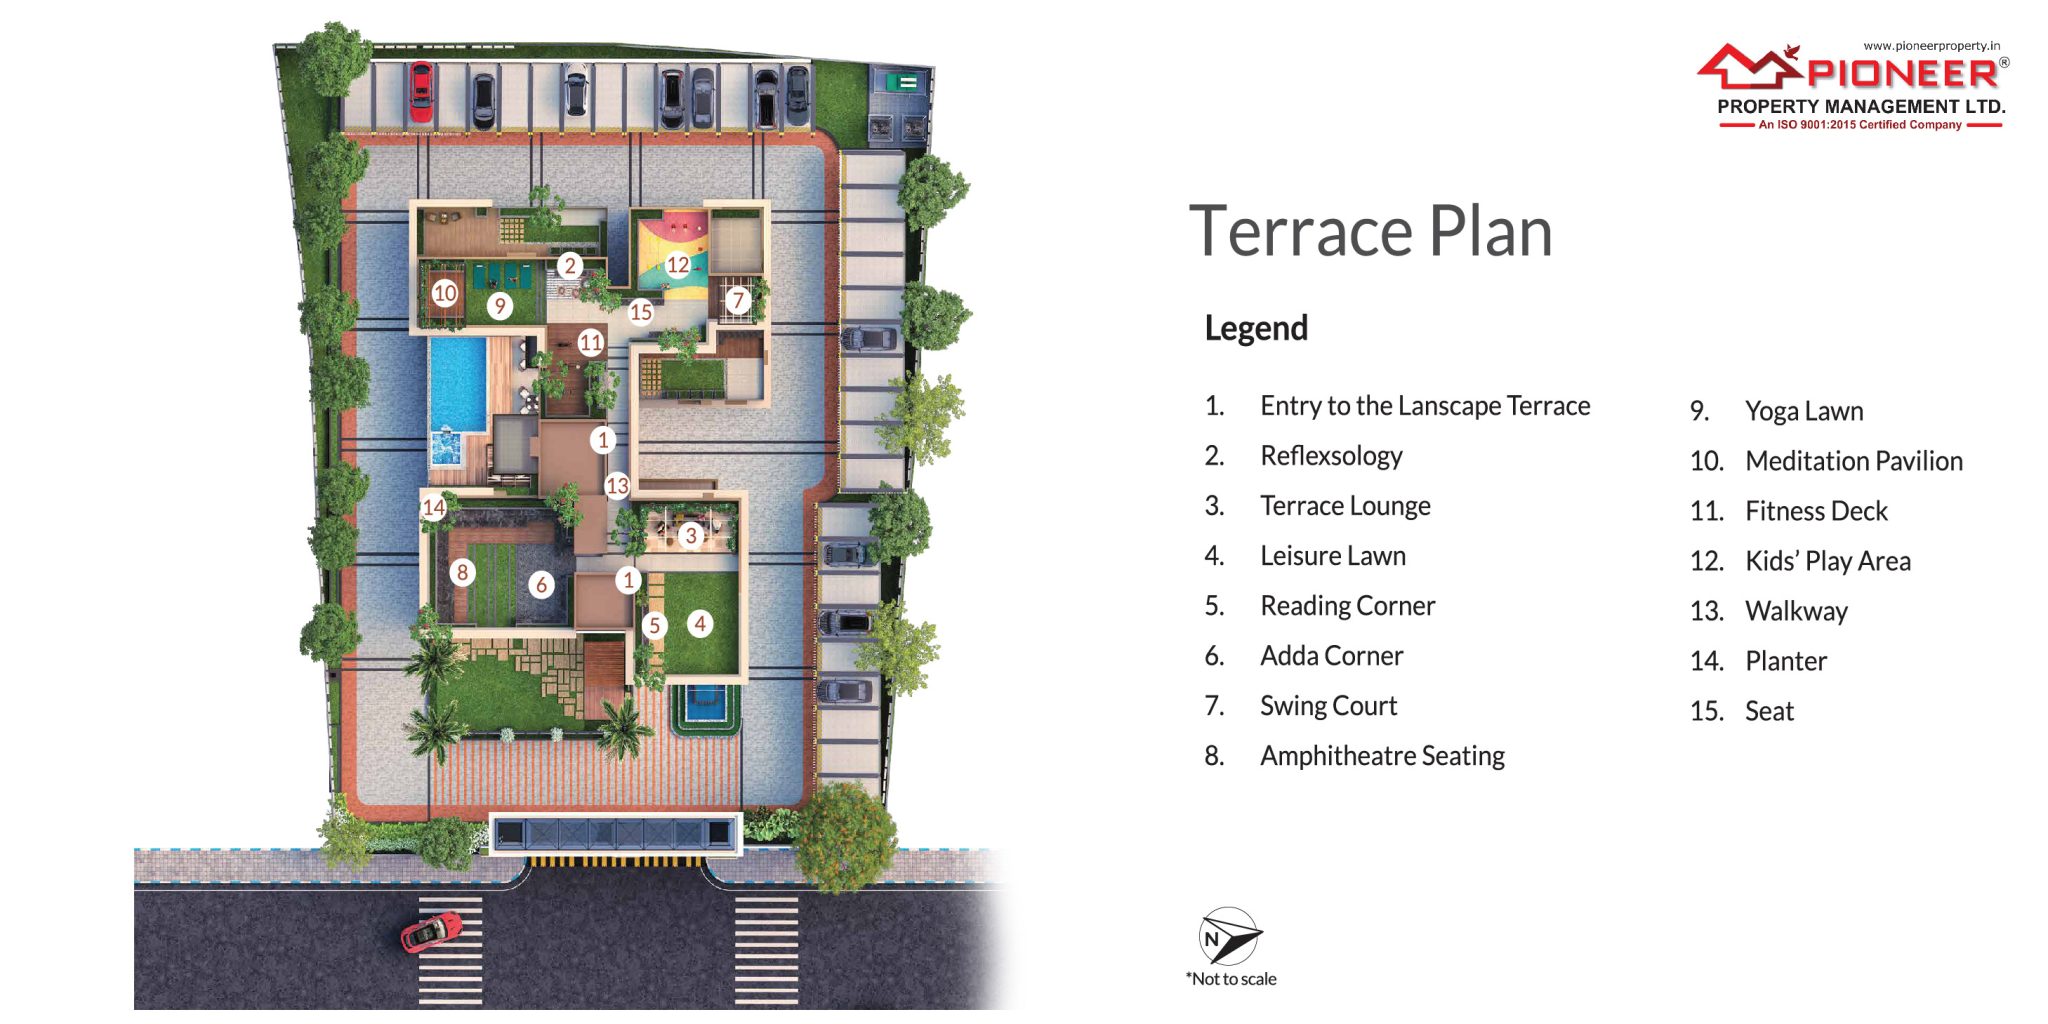 www.pioneerproperty.in
PIONEER®
PROPERTY MANAGEMENT LTD.
An ISO 9001:2015 Certified Company
Terrace Plan
Legend
1. Entry to the Lanscape Terrace
2. Reflexsology
3. Terrace Lounge
4. Leisure Lawn
5. Reading Corner
6. Adda Corner
7. Swing Court
8. Amphitheatre Seating
9. Yoga Lawn
10. Meditation Pavilion
11. Fitness Deck
12. Kids’ Play Area
13. Walkway
14. Planter
15. Seat
2
12
10
9
7
15
11
1
13
14
3
8
6
1
5
4
N
*Not to scale